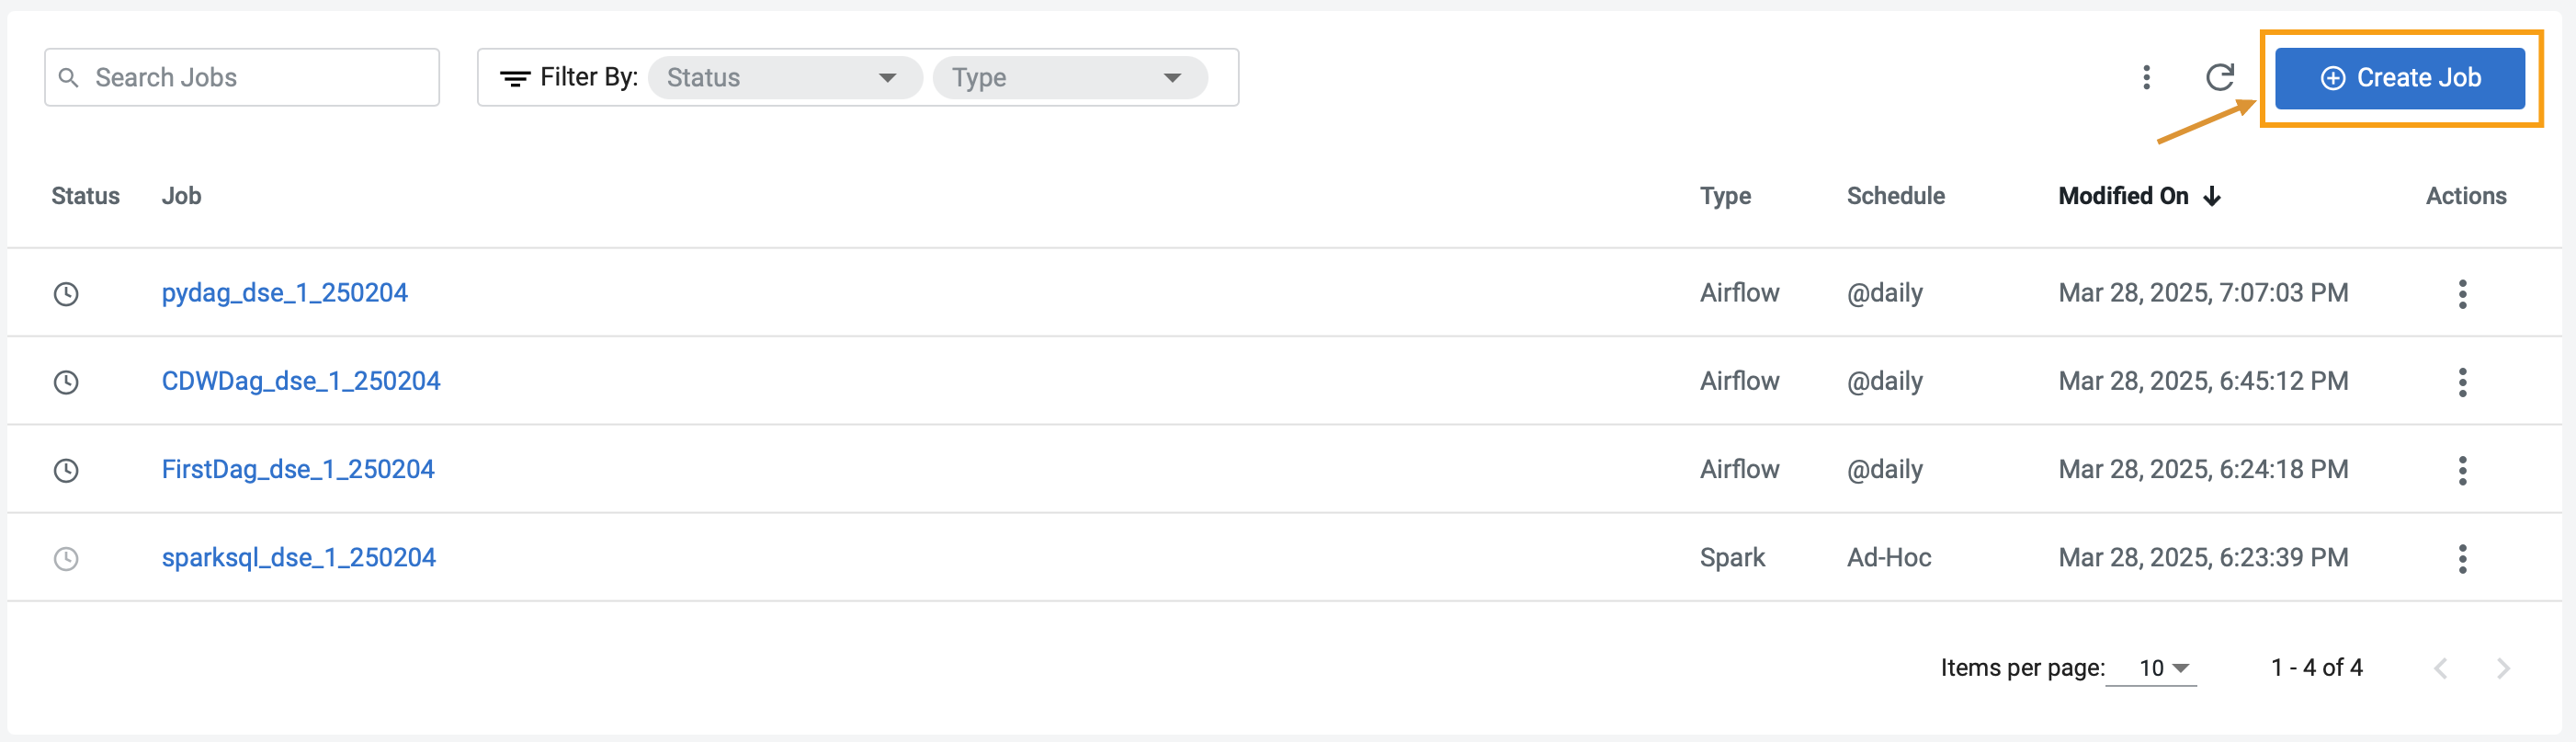 Search Jobs Filter By: Status Type Create Job
Status Job Type Schedule Modified On Actions
pydag_dse_1_250204 Airflow @daily Mar 28, 2025, 7:07:03 PM
CDWDag_dse_1_250204 Airflow @daily Mar 28, 2025, 6:45:12 PM
FirstDag_dse_1_250204 Airflow @daily Mar 28, 2025, 6:24:18 PM
sparksql_dse_1_250204 Spark Ad-Hoc Mar 28, 2025, 6:23:39 PM
Items per page: 10 1 - 4 of 4